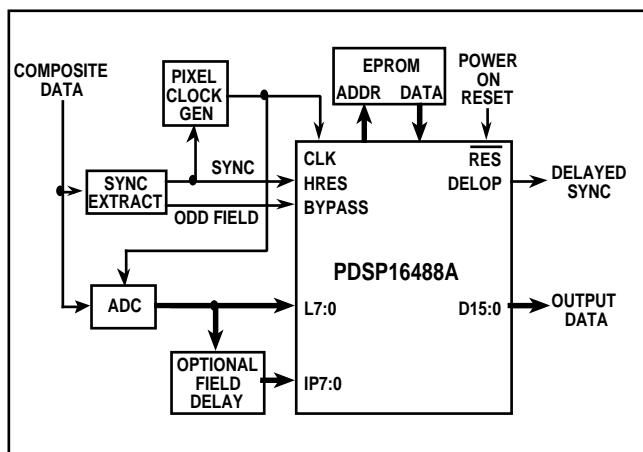 COMPOSITE
DATA
PIXEL
CLOCK
GEN
EPROM
ADDR DATA
POWER
ON
RESET
SYNC
EXTRACT
SYNC
ODD FIELD
CLK
HRES
BYPASS
RES
DELOP
DELAYED
SYNC
PDSP16488A
ADC
L7:0
D15:0
OUTPUT
DATA
OPTIONAL
FIELD
DELAY
IP7:0